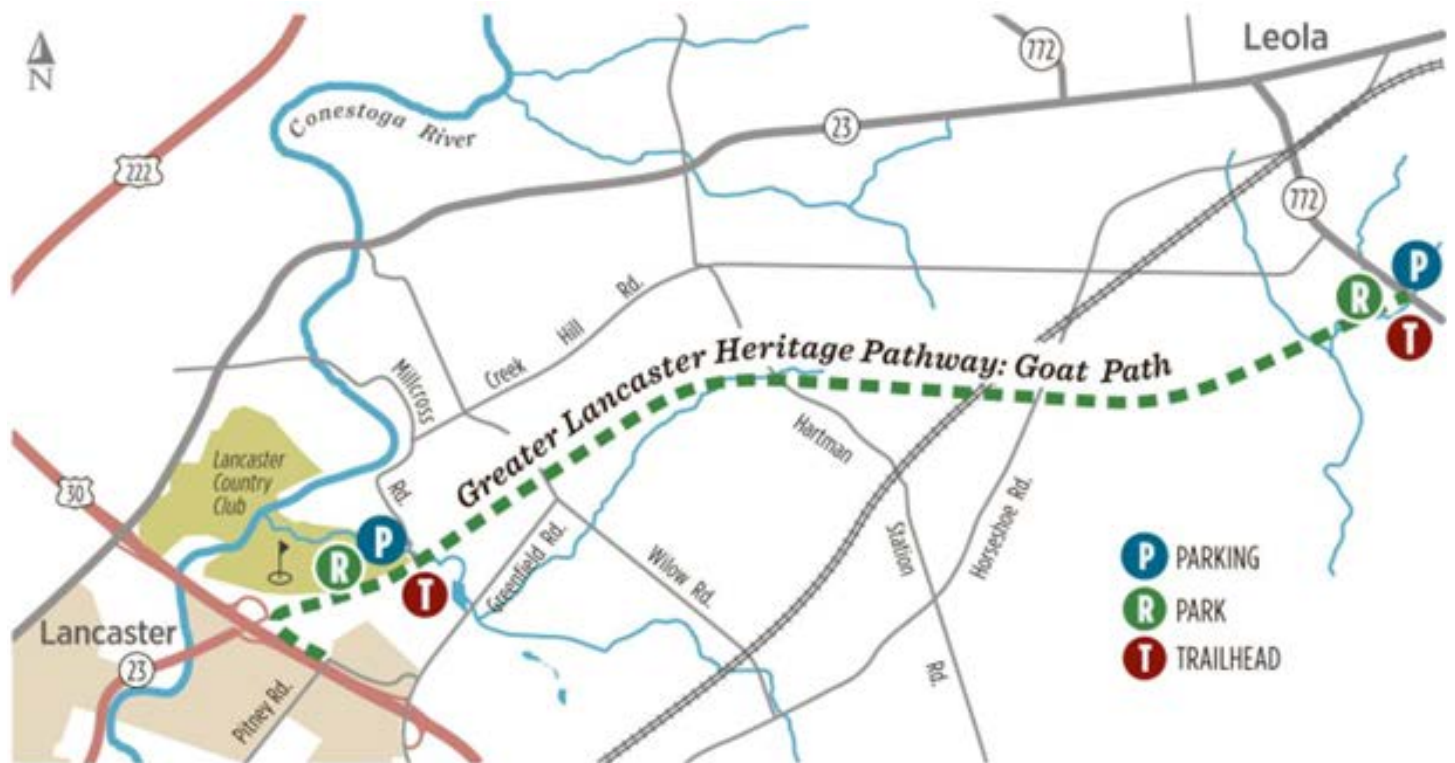 N
Leola
772
Conestoga River
23
222
772
P
R
T
Creek Hill Rd.
Millcross Rd.
Greater Lancaster Heritage Pathway: Goat Path
Hartman Station Rd.
Lancaster
Country
Club
30
P
R
T
Greenfield Rd.
Wilow Rd.
Horseshoe Rd.
P PARKING
R PARK
T TRAILHEAD
Lancaster
23
Pitney Rd.